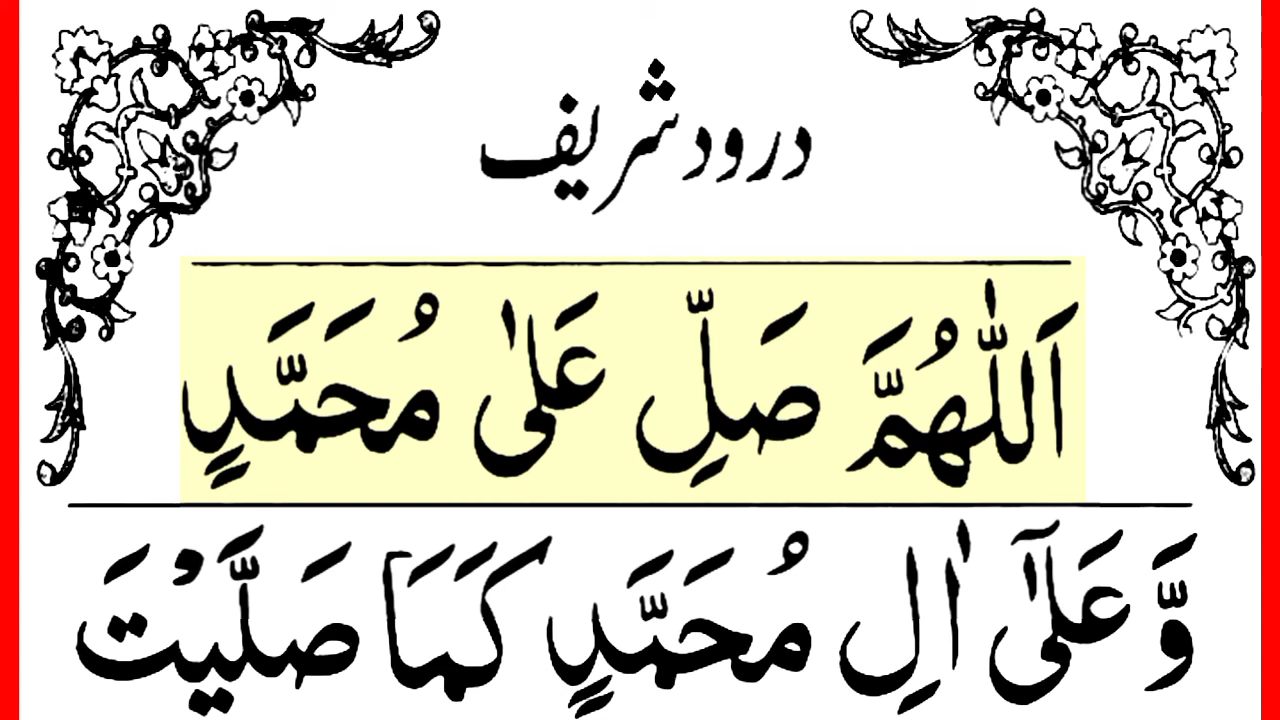 درود شریف
اَللّٰهُمَّ صَلِّ عَلٰى مُحَمَّدٍ
وَّعَلٰٓى اٰلِ مُحَمَّدٍ كَمَا صَلَّيْتَ